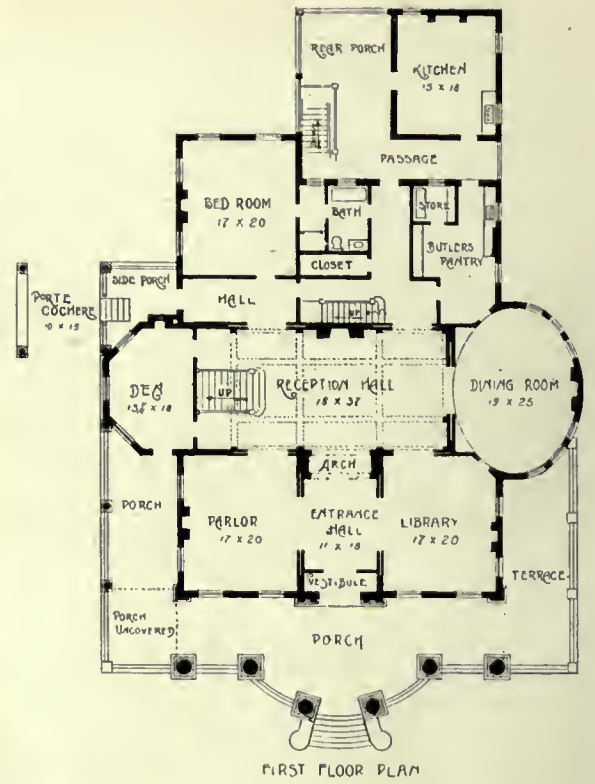 REAR PORCH
KITCHEN
15 X 18
PASSAGE
BED ROOM
17 X 20
BATH
STORE
BUTLERS
PANTRY
CLOSET
SIDE PORCH
PORTE
COCHERE
10 X 15
HALL
UP
DEN
13½ X 18
UP
RECEPTION HALL
18 X 37
DINING ROOM
19 X 25
ARCH
PORCH
PARLOR
17 X 20
ENTRANCE
HALL
11 X 18
LIBRARY
17 X 20
VESTIBULE
TERRACE
PORCH
UNCOVERED
PORCH
FIRST FLOOR PLAN